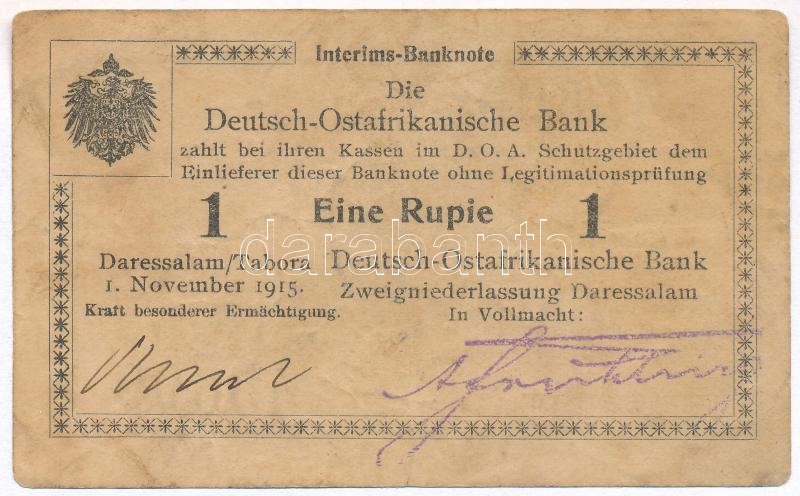 Interims-Banknote
Die
Deutsch-Ostafrikanische Bank
zahlt bei ihren Kassen im D. O. A. Schutzgebiet dem
Einlieferer dieser Banknote ohne Legitimationsprüfung
1 Eine Rupie 1
darabanth
Daressalam/Tabora
1. November 1915.
Kraft besonderer Ermächtigung.
Deutsch-Ostafrikanische Bank
Zweigniederlassung Daressalam
In Vollmacht: